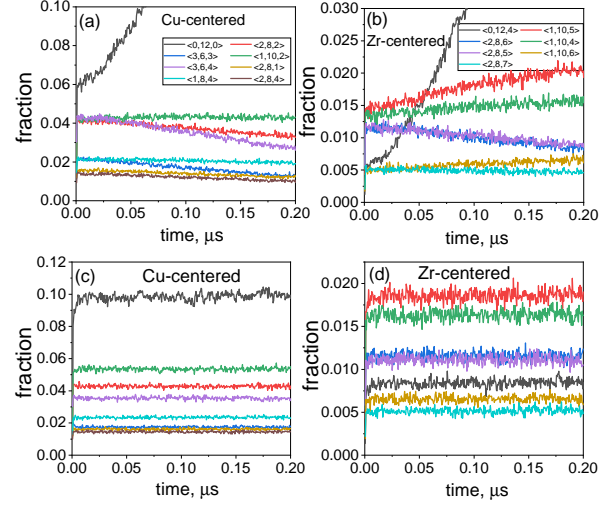 (a)
Cu-centered
<0,12,0>
<2,8,2>
<3,6,3>
<1,10,2>
<3,6,4>
<2,8,1>
<1,8,4>
<2,8,4>
0.10
0.08
0.06
0.04
0.02
0.00
fraction
0.00 0.05 0.10 0.15 0.20
time, μs
(b)
Zr-centered
<0,12,4>
<1,10,5>
<2,8,6>
<1,10,4>
<2,8,5>
<1,10,6>
<2,8,7>
0.030
0.025
0.020
0.015
0.010
0.005
0.000
fraction
0.00 0.05 0.10 0.15 0.20
time, μs
(c)
Cu-centered
0.12
0.10
0.08
0.06
0.04
0.02
0.00
fraction
0.00 0.05 0.10 0.15 0.20
time, μs
(d)
Zr-centered
0.020
0.015
0.010
0.005
0.000
fraction
0.00 0.05 0.10 0.15 0.20
time, μs